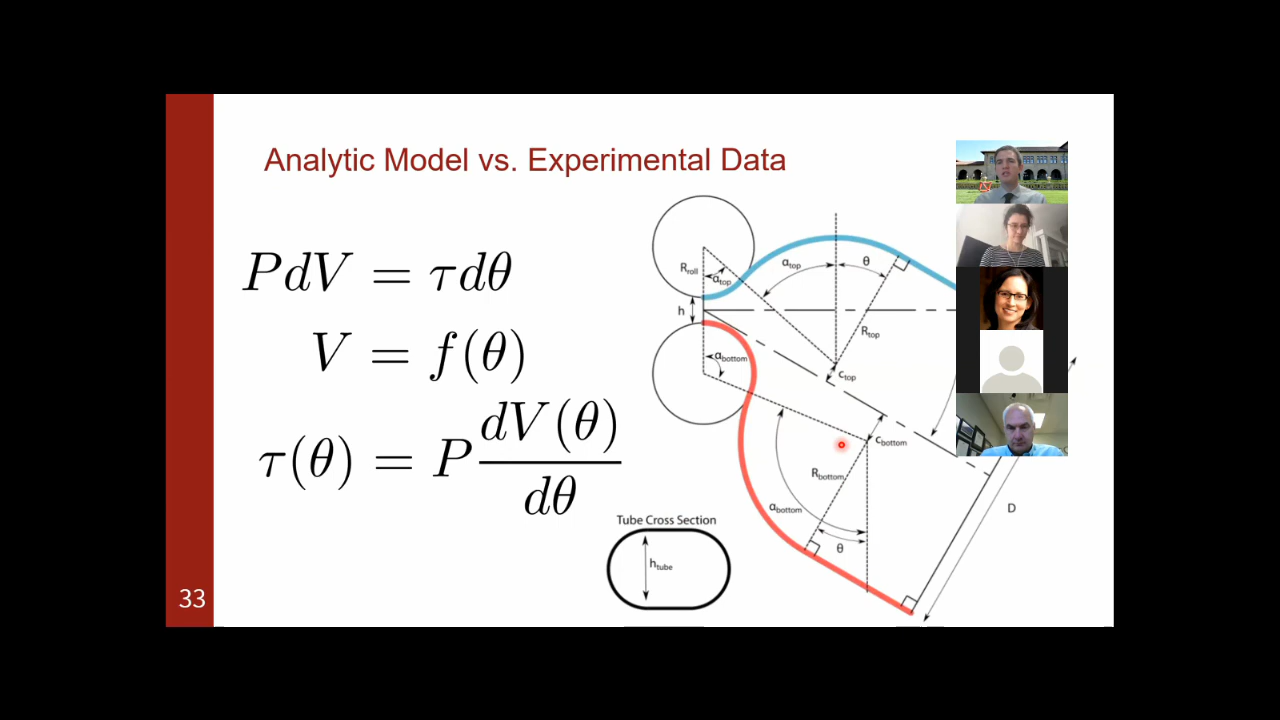 Analytic Model vs. Experimental Data
PdV = τdθ
V = f(θ)
τ(θ) = P dV(θ)
dθ
R_roll
α_top
α_top
θ
h
R_top
α_bottom
c_top
c_bottom
R_bottom
α_bottom
D
θ
Tube Cross Section
h_tube
33